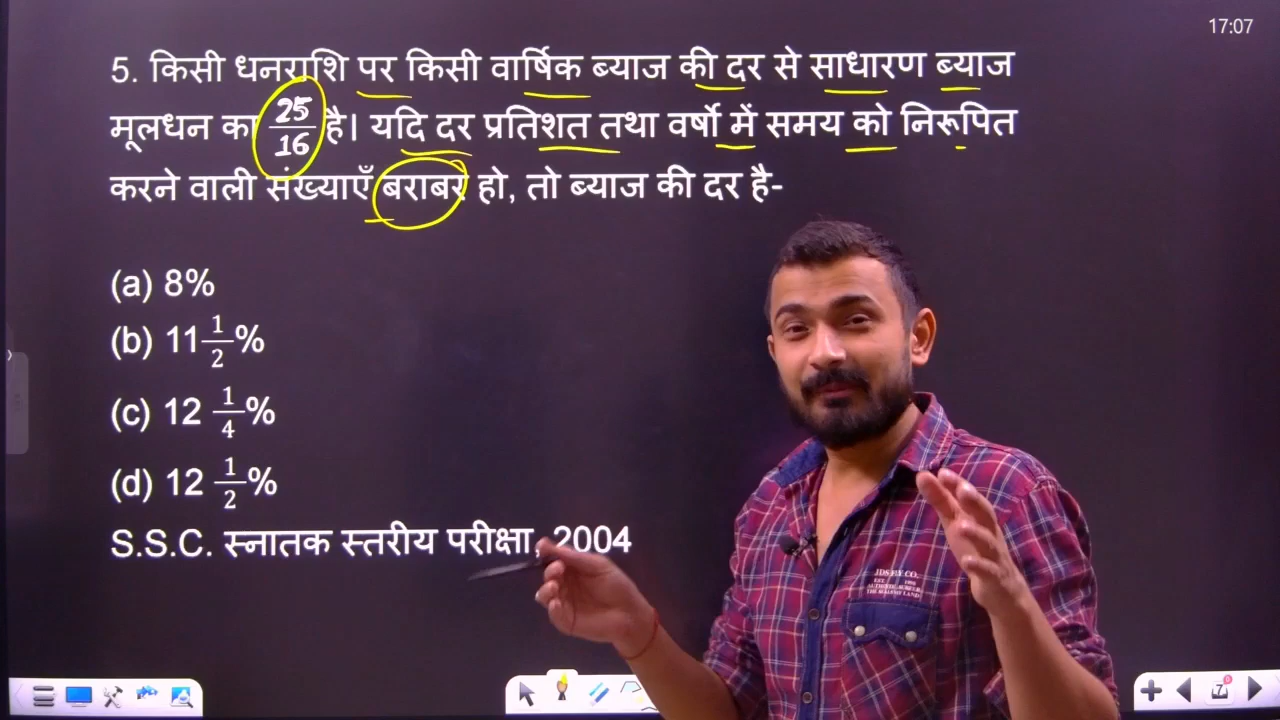 17:07
5. किसी धनराशि पर किसी वार्षिक ब्याज की दर से साधारण ब्याज
मूलधन का 25/16 है। यदि दर प्रतिशत तथा वर्षो में समय को निरूपित
करने वाली संख्याएँ बराबर हो, तो ब्याज की दर है-
(a) 8%
(b) 11 1/2%
(c) 12 1/4%
(d) 12 1/2%
S.S.C. स्नातक स्तरीय परीक्षा, 2004